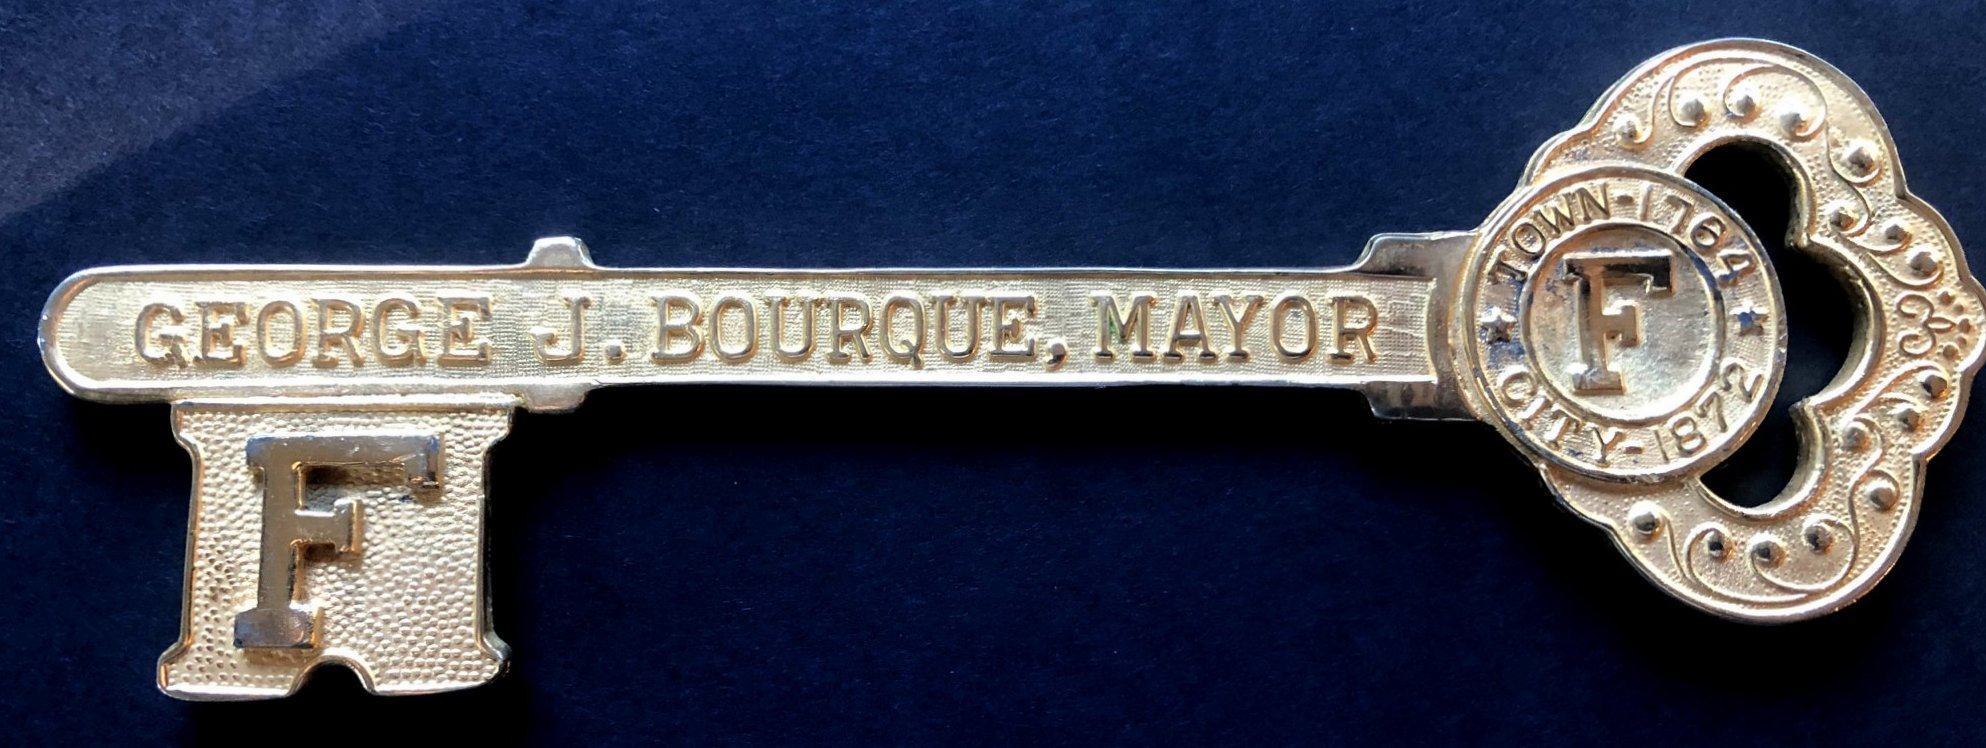 GEORGE J. BOURQUE, MAYOR
F
TOWN-1764
F
CITY-1872